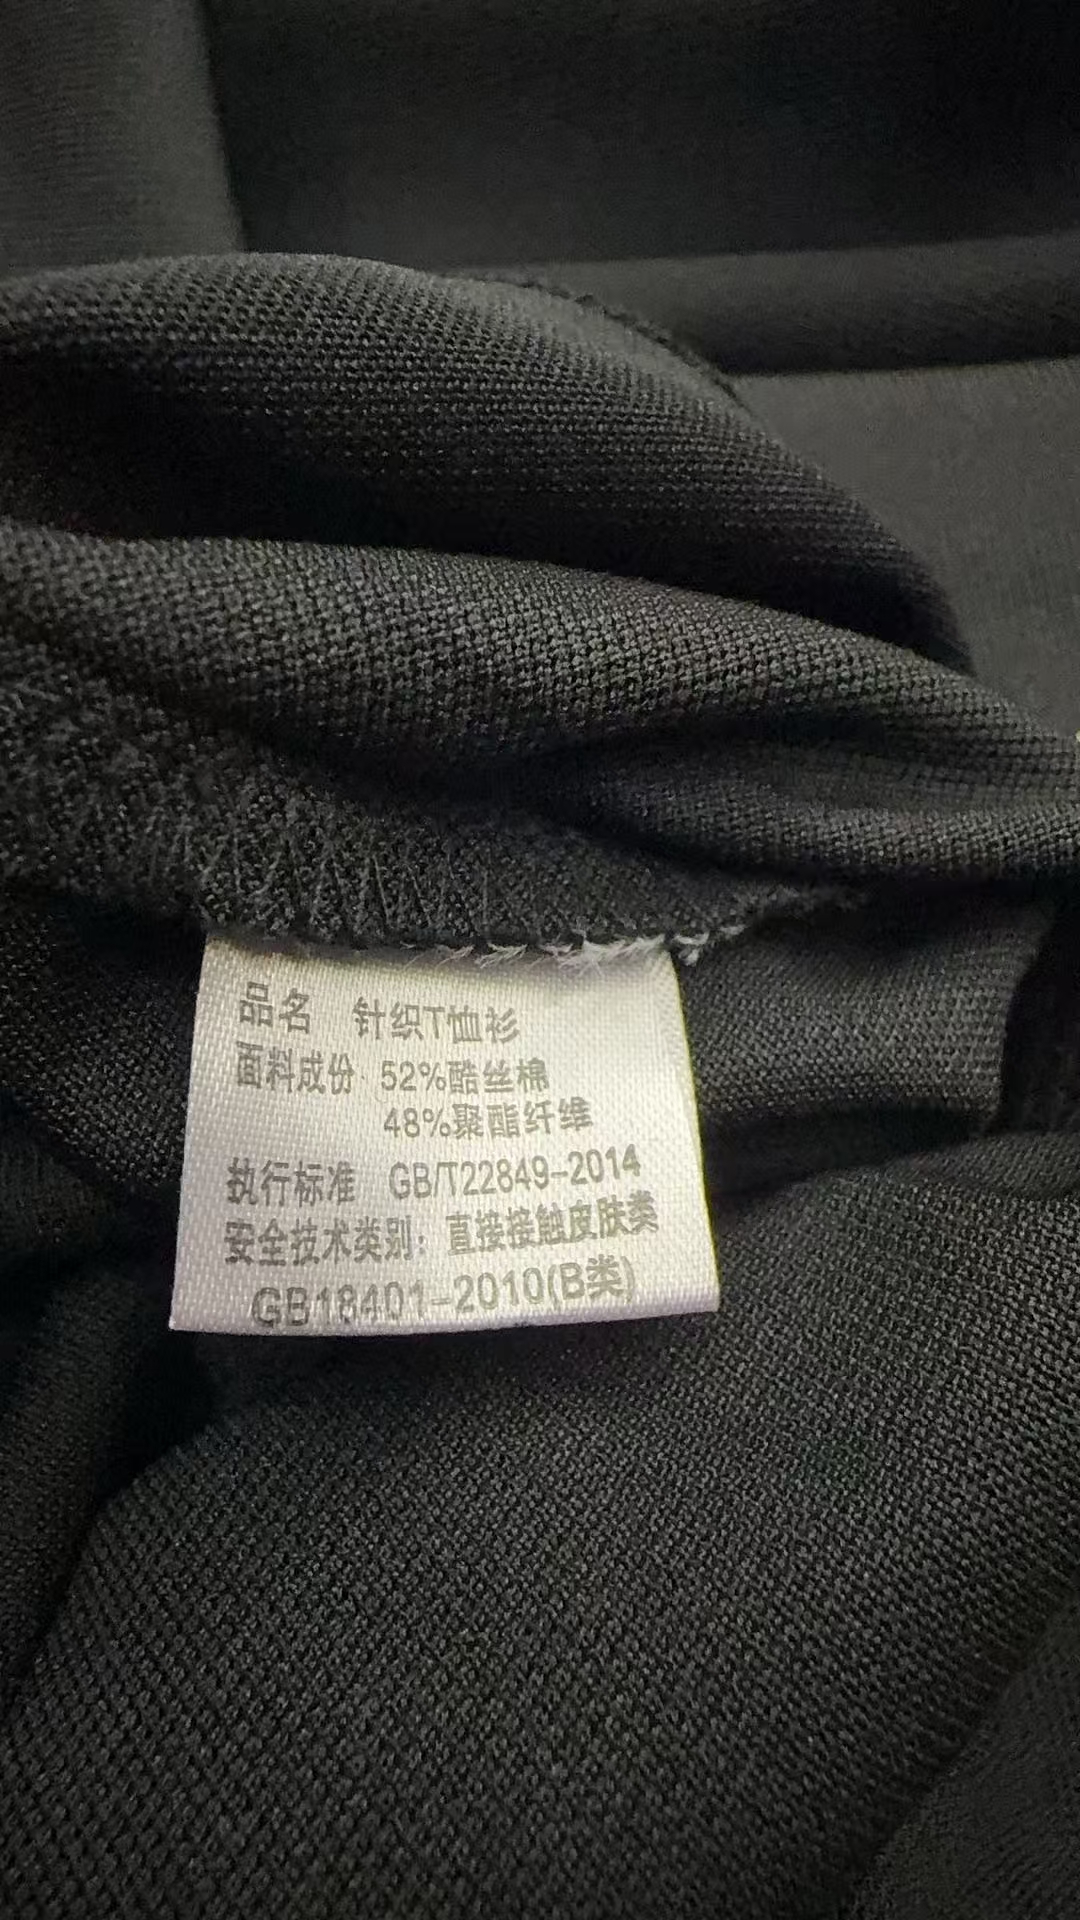 品名 针织T恤衫
面料成份 52%酷丝棉
48%聚酯纤维
执行标准 GB/T22849-2014
安全技术类别：直接接触皮肤类
GB18401-2010(B类)